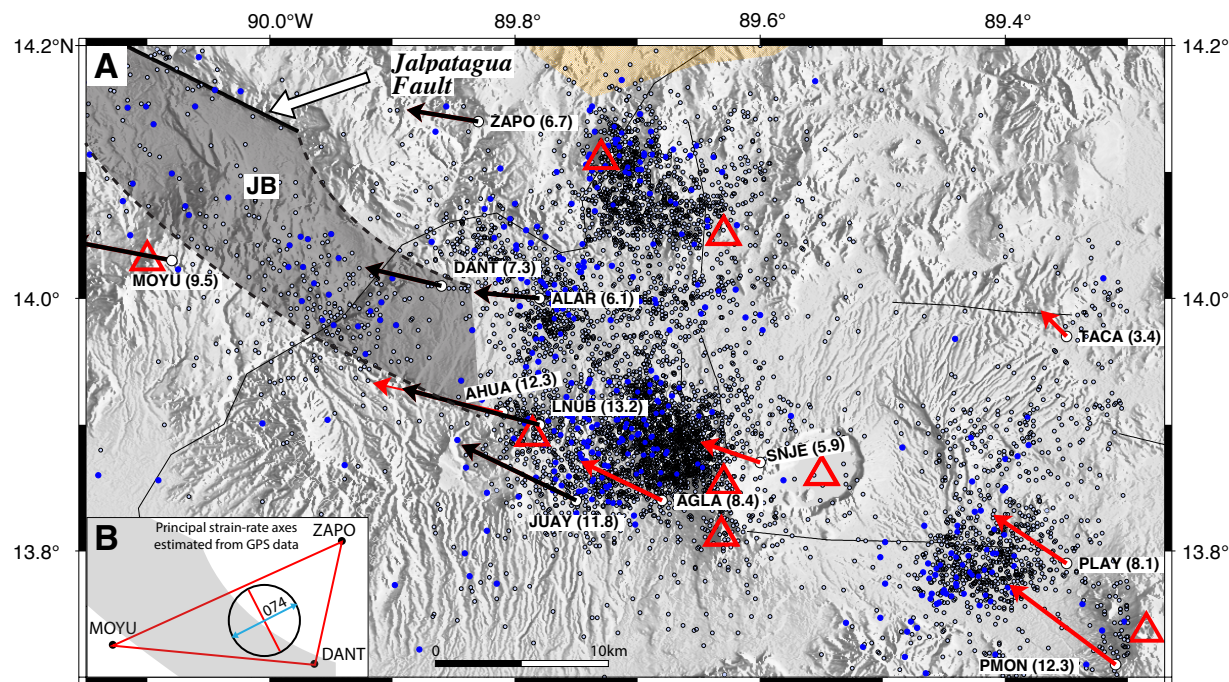 90.0°W
89.8°
89.6°
89.4°
14.2°N
14.2°
A
Jalpatagua
Fault
ZAPO (6.7)
JB
DANT (7.3)
MOYU (9.5)
14.0°
ALAR (6.1)
14.0°
TACA (3.4)
AHUA (12.3)
LNUB (13.2)
SNJE (5.9)
AGLA (8.4)
JUAY (11.8)
13.8°
13.8°
PLAY (8.1)
PMON (12.3)
B
Principal strain-rate axes
estimated from GPS data
ZAPO
074
MOYU
DANT
0
10km